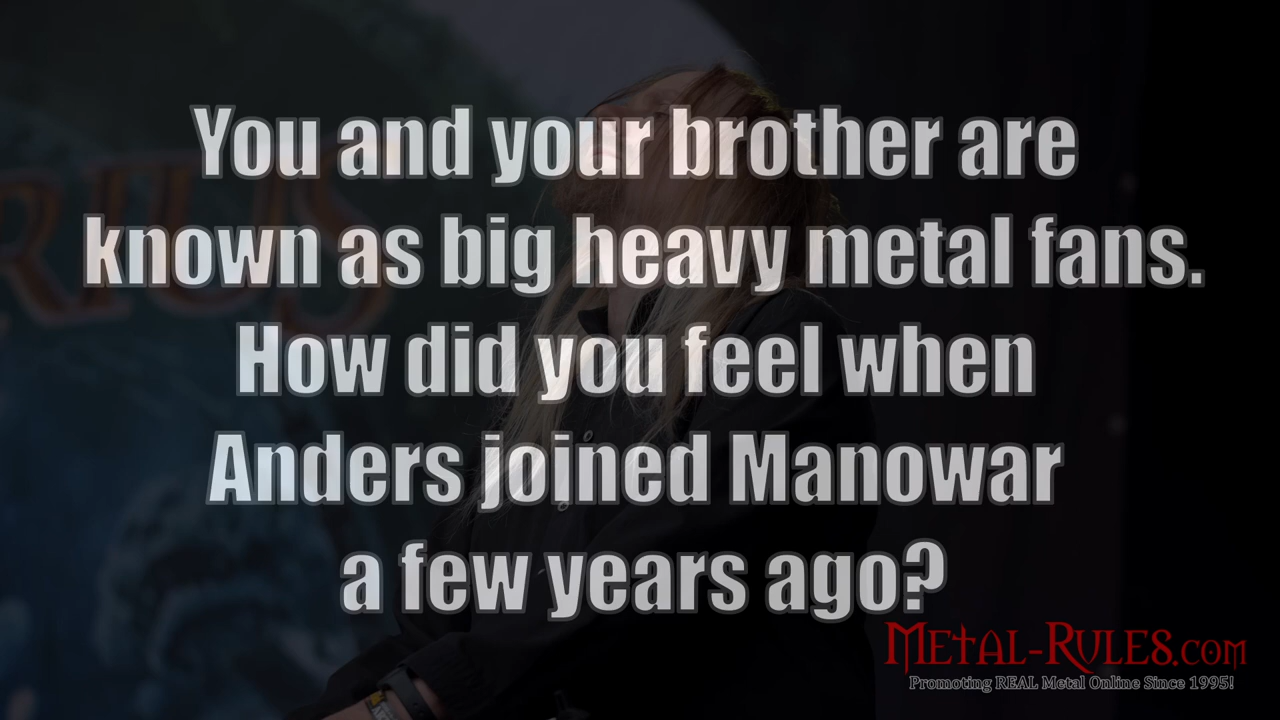 You and your brother are
known as big heavy metal fans.
How did you feel when
Anders joined Manowar
a few years ago?
RIUS
METAL-RULES.COM
Promoting REAL Metal Online Since 1995!